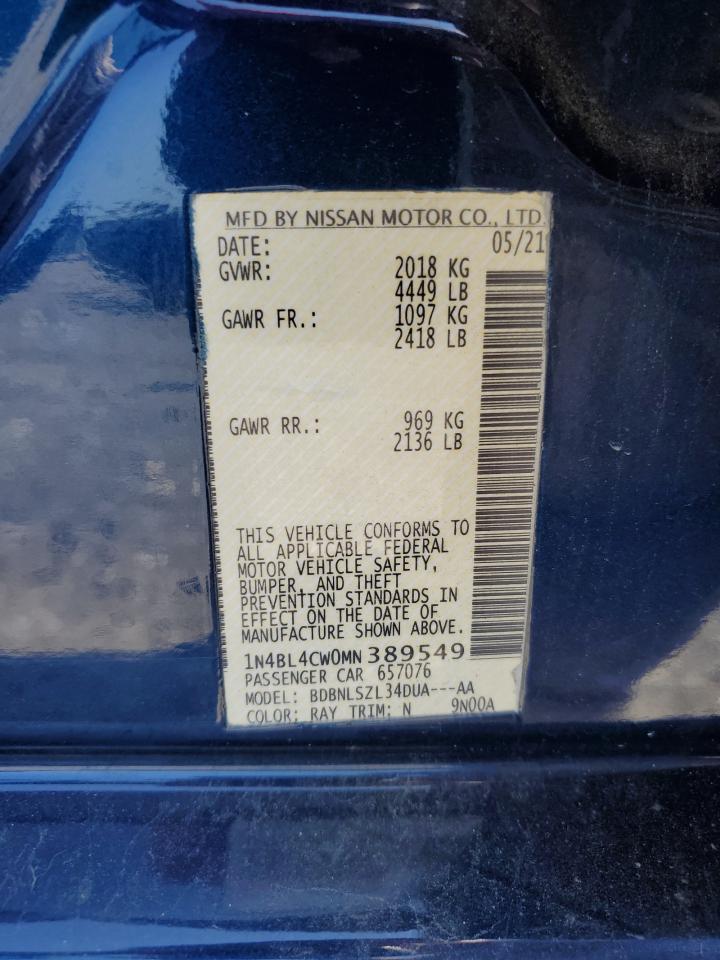 MFD BY NISSAN MOTOR CO., LTD.
DATE: 05/21
GVWR: 2018 KG
4449 LB
GAWR FR.: 1097 KG
2418 LB
GAWR RR.: 969 KG
2136 LB
THIS VEHICLE CONFORMS TO
ALL APPLICABLE FEDERAL
MOTOR VEHICLE SAFETY,
BUMPER, AND THEFT
PREVENTION STANDARDS IN
EFFECT ON THE DATE OF
MANUFACTURE SHOWN ABOVE.
1N4BL4CW0MN389549
PASSENGER CAR 657076
MODEL: BDBNLSZL34DUA---AA
COLOR: RAY TRIM: N 9N00A